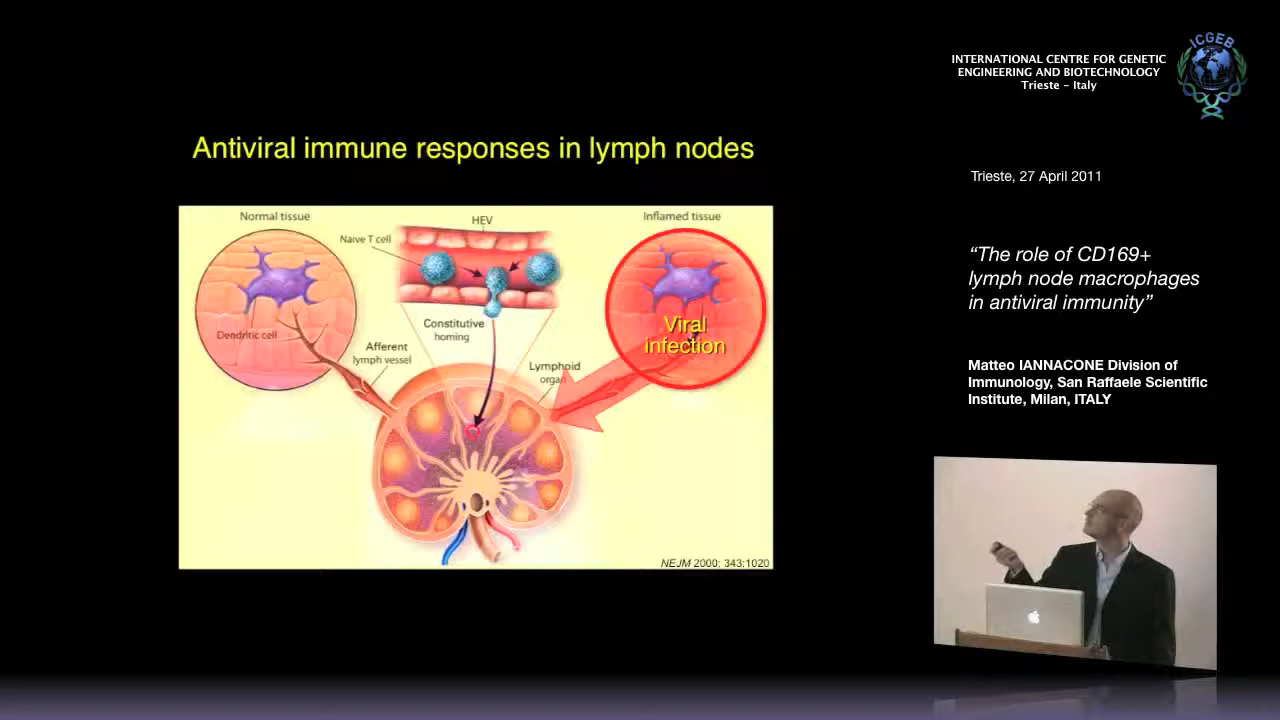 ICGEB
INTERNATIONAL CENTRE FOR GENETIC
ENGINEERING AND BIOTECHNOLOGY
Trieste – Italy
Antiviral immune responses in lymph nodes
Trieste, 27 April 2011
Normal tissue
HEV
Inflamed tissue
Naive T cell
Dendritic cell
Constitutive
homing
Afferent
lymph vessel
Viral
infection
Lymphoid
organ
NEJM 2000; 343:1020
“The role of CD169+
lymph node macrophages
in antiviral immunity”
Matteo IANNACONE Division of
Immunology, San Raffaele Scientific
Institute, Milan, ITALY